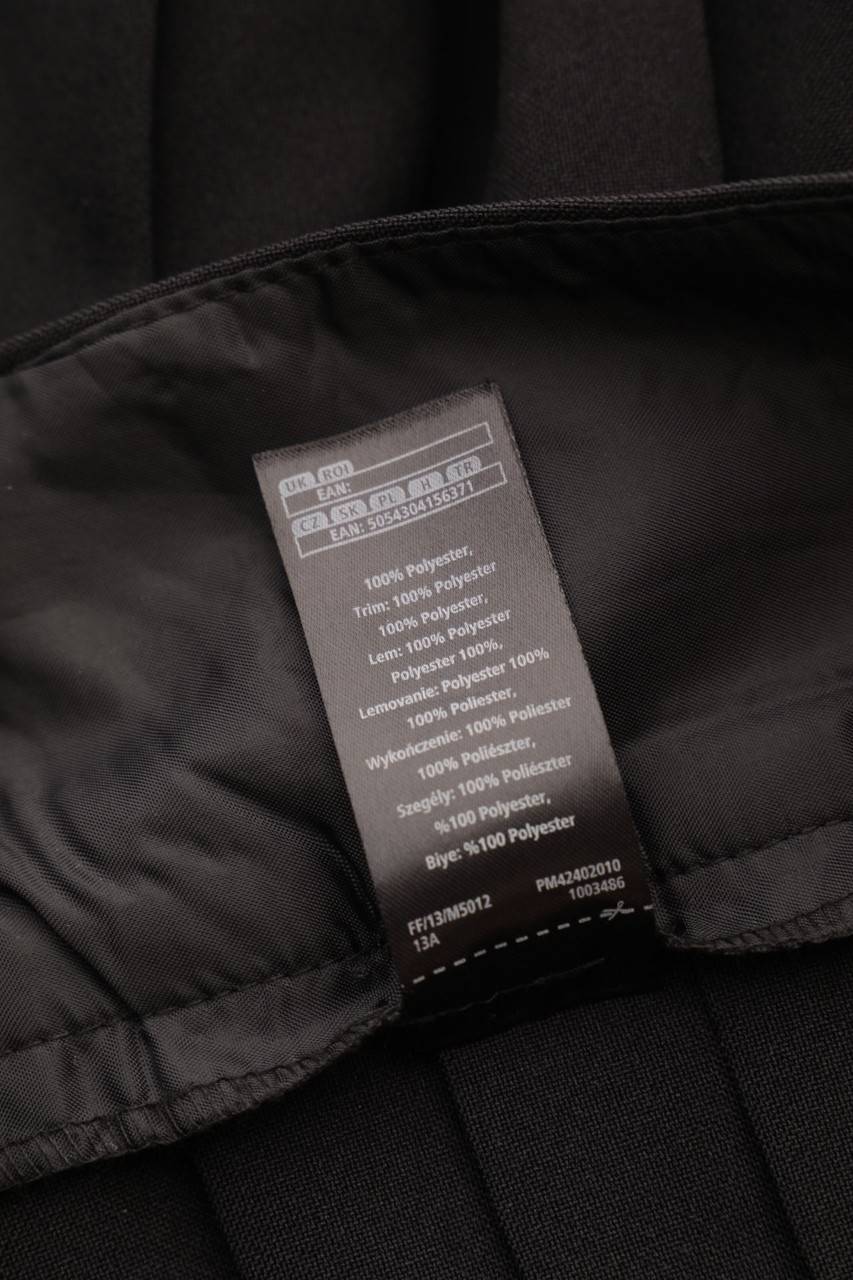 UK ROI
EAN:
CZ SK PL H TR
EAN: 5054304156371
100% Polyester,
Trim: 100% Polyester
100% Polyester,
Lem: 100% Polyester
Polyester 100%,
Lemovanie: Polyester 100%
100% Poliester,
Wykończenie: 100% Poliester
100% Poliészter,
Szegély: 100% Poliészter
%100 Polyester,
Biye: %100 Polyester
FF/13/M5012 PM42402010
13A 1003486